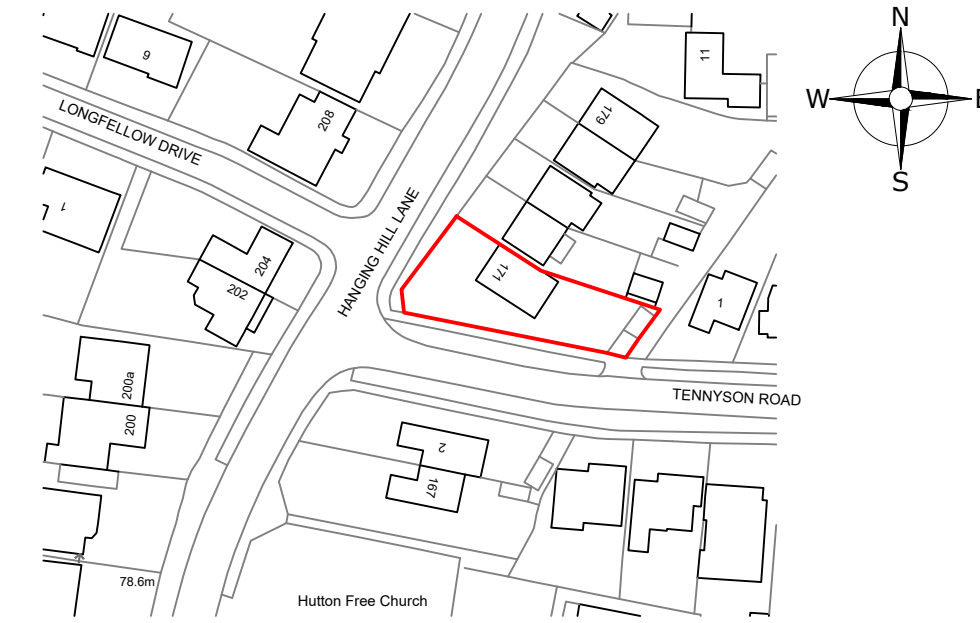 N
W
E
S
9
11
LONGFELLOW DRIVE
208
179
1
HANGING HILL LANE
204
202
171
1
200a
200
TENNYSON ROAD
2
167
78.6m
Hutton Free Church